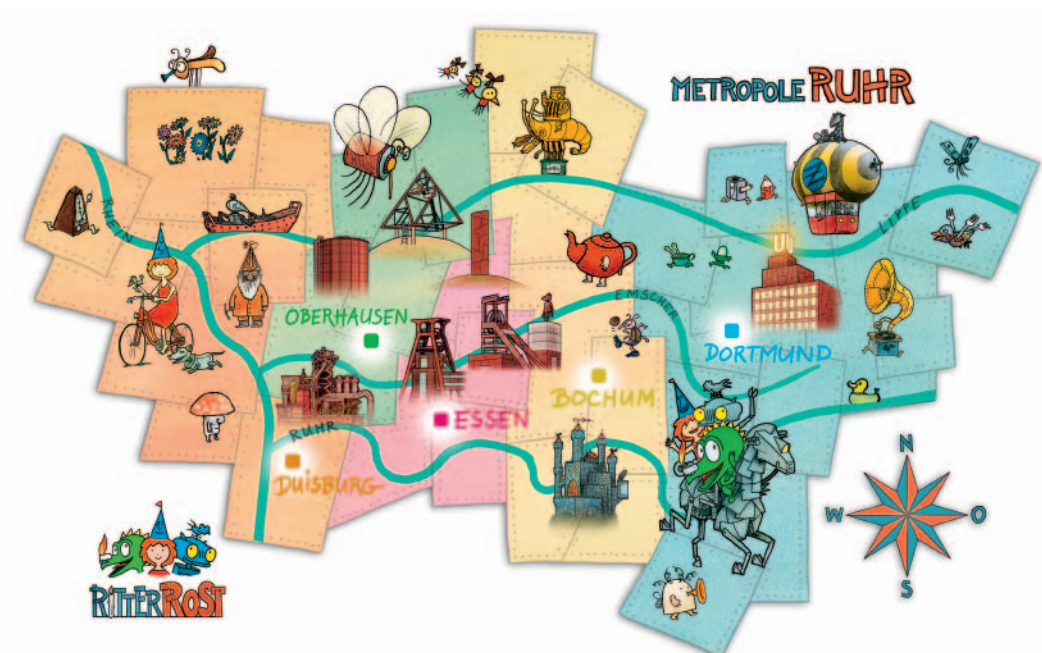 METROPOLE RUHR
RHEIN
LIPPE
OBERHAUSEN
EMSCHER
DORTMUND
BOCHUM
ESSEN
RUHR
DUISBURG
N
W
O
S
RITTER ROST